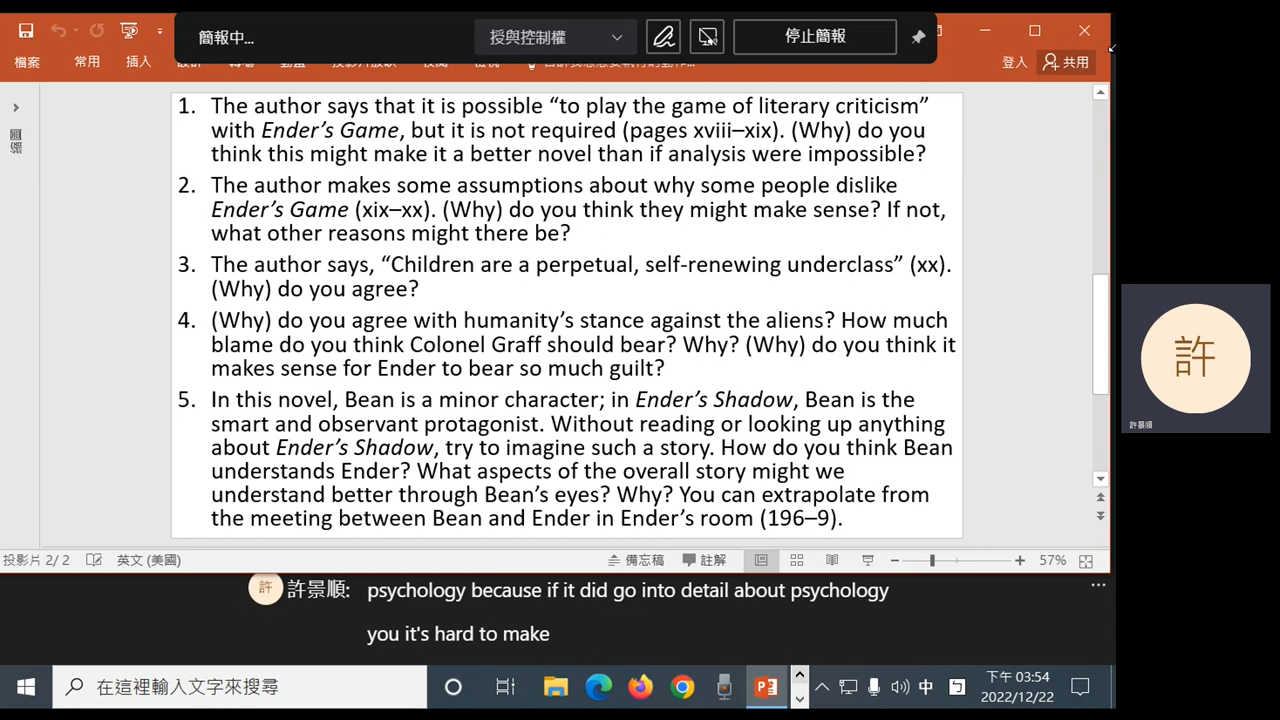 簡報中...
授與控制權
停止簡報
檔案
常用
插入
登入
共用
1. The author says that it is possible “to play the game of literary criticism”
with Ender’s Game, but it is not required (pages xviii–xix). (Why) do you
think this might make it a better novel than if analysis were impossible?
2. The author makes some assumptions about why some people dislike
Ender’s Game (xix–xx). (Why) do you think they might make sense? If not,
what other reasons might there be?
3. The author says, “Children are a perpetual, self-renewing underclass” (xx).
(Why) do you agree?
4. (Why) do you agree with humanity’s stance against the aliens? How much
blame do you think Colonel Graff should bear? Why? (Why) do you think it
makes sense for Ender to bear so much guilt?
5. In this novel, Bean is a minor character; in Ender’s Shadow, Bean is the
smart and observant protagonist. Without reading or looking up anything
about Ender’s Shadow, try to imagine such a story. How do you think Bean
understands Ender? What aspects of the overall story might we
understand better through Bean’s eyes? Why? You can extrapolate from
the meeting between Bean and Ender in Ender’s room (196–9).
許
許景順
投影片 2/2 英文 (美國) 備忘稿 註解 57%
許 許景順: psychology because if it did go into detail about psychology
you it's hard to make
在這裡輸入文字來搜尋
中
下午 03:54
2022/12/22